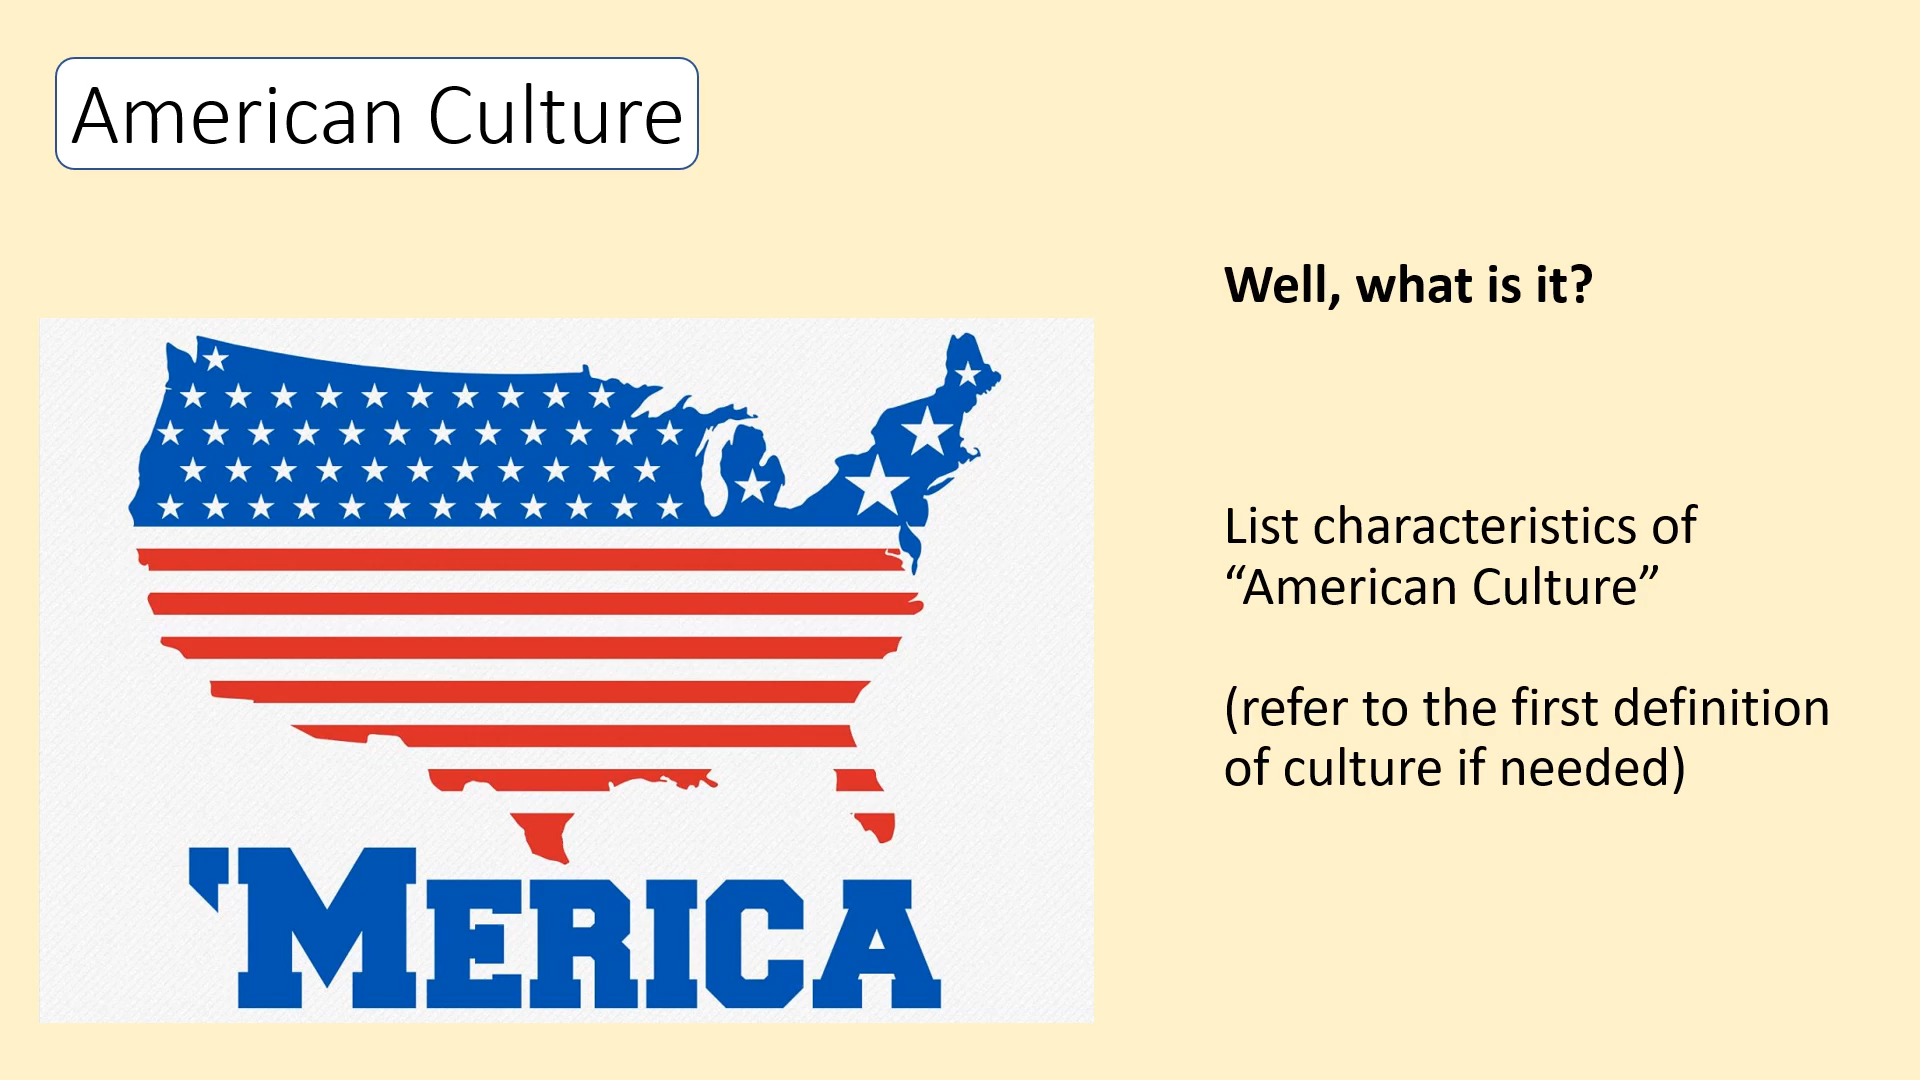 American Culture
Well, what is it?
List characteristics of
“American Culture”
(refer to the first definition
of culture if needed)
'MERICA